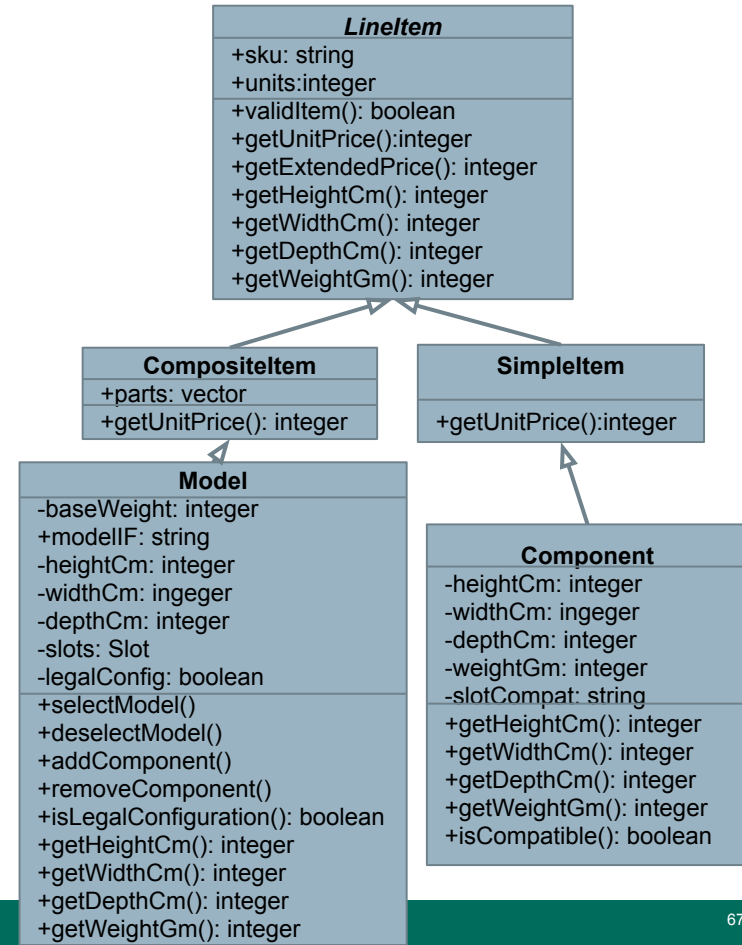 LineItem
+sku: string
+units:integer
+validItem(): boolean
+getUnitPrice():integer
+getExtendedPrice(): integer
+getHeightCm(): integer
+getWidthCm(): integer
+getDepthCm(): integer
+getWeightGm(): integer
CompositeItem
+parts: vector
+getUnitPrice(): integer
SimpleItem
+getUnitPrice():integer
Model
-baseWeight: integer
+modelIF: string
-heightCm: integer
-widthCm: ingeger
-depthCm: integer
-slots: Slot
-legalConfig: boolean
+selectModel()
+deselectModel()
+addComponent()
+removeComponent()
+isLegalConfiguration(): boolean
+getHeightCm(): integer
+getWidthCm(): integer
+getDepthCm(): integer
+getWeightGm(): integer
Component
-heightCm: integer
-widthCm: ingeger
-depthCm: integer
-weightGm: integer
-slotCompat: string
+getHeightCm(): integer
+getWidthCm(): integer
+getDepthCm(): integer
+getWeightGm(): integer
+isCompatible(): boolean
67